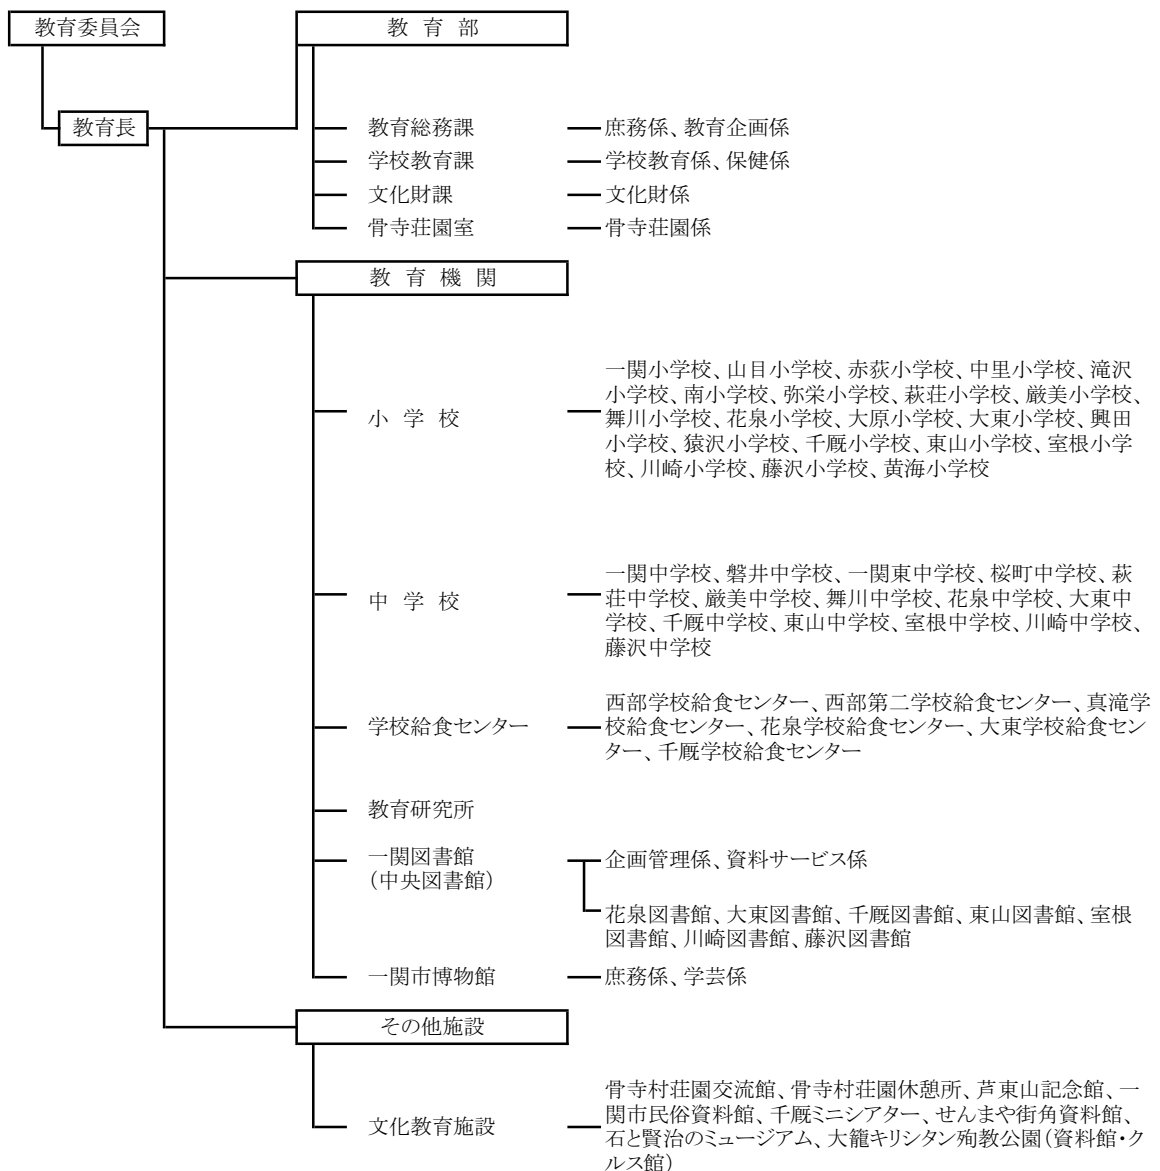 教育委員会
教 育 部
教育長
教育総務課
庶務係、教育企画係
学校教育課
学校教育係、保健係
文化財課
文化財係
骨寺荘園室
骨寺荘園係
教 育 機 関
小 学 校
一関小学校、山目小学校、赤荻小学校、中里小学校、滝沢
小学校、南小学校、弥栄小学校、萩荘小学校、厳美小学校、
舞川小学校、花泉小学校、大原小学校、大東小学校、興田
小学校、猿沢小学校、千厩小学校、東山小学校、室根小学
校、川崎小学校、藤沢小学校、黄海小学校
中 学 校
一関中学校、磐井中学校、一関東中学校、桜町中学校、萩
荘中学校、厳美中学校、舞川中学校、花泉中学校、大東中
学校、千厩中学校、東山中学校、室根中学校、川崎中学校、
藤沢中学校
学校給食センター
西部学校給食センター、西部第二学校給食センター、真滝学
校給食センター、花泉学校給食センター、大東学校給食セン
ター、千厩学校給食センター
教育研究所
一関図書館
（中央図書館）
企画管理係、資料サービス係
花泉図書館、大東図書館、千厩図書館、東山図書館、室根
図書館、川崎図書館、藤沢図書館
一関市博物館
庶務係、学芸係
その他施設
文化教育施設
骨寺村荘園交流館、骨寺村荘園休憩所、芦東山記念館、一
関市民俗資料館、千厩ミニシアター、せんまや街角資料館、
石と賢治のミュージアム、大籠キリシタン殉教公園（資料館・ク
ルス館）